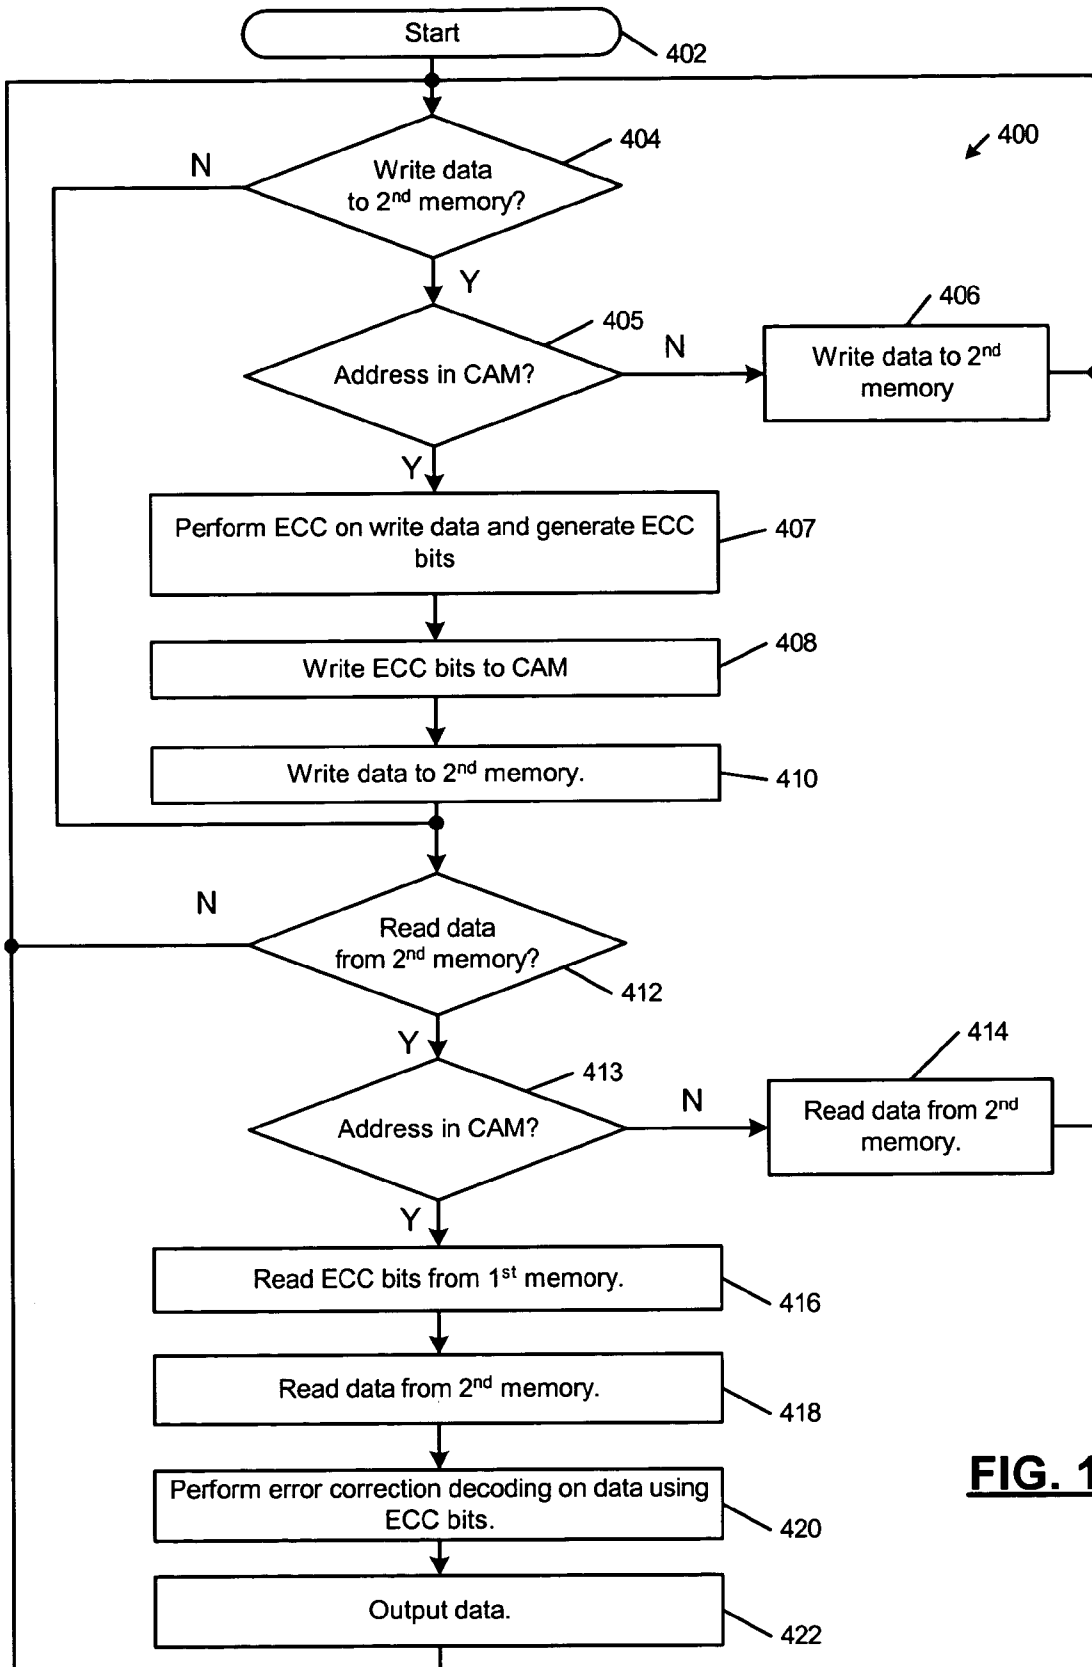 Start
402
400
404
N
Write data
to 2nd memory?
Y
405
406
Address in CAM?
N
Write data to 2nd
memory
Y
Perform ECC on write data and generate ECC
bits
407
408
Write ECC bits to CAM
Write data to 2nd memory.
410
N
Read data
from 2nd memory?
412
Y
413
414
Address in CAM?
N
Read data from 2nd
memory.
Y
Read ECC bits from 1st memory.
416
Read data from 2nd memory.
418
Perform error correction decoding on data using
ECC bits.
420
FIG. 1
Output data.
422